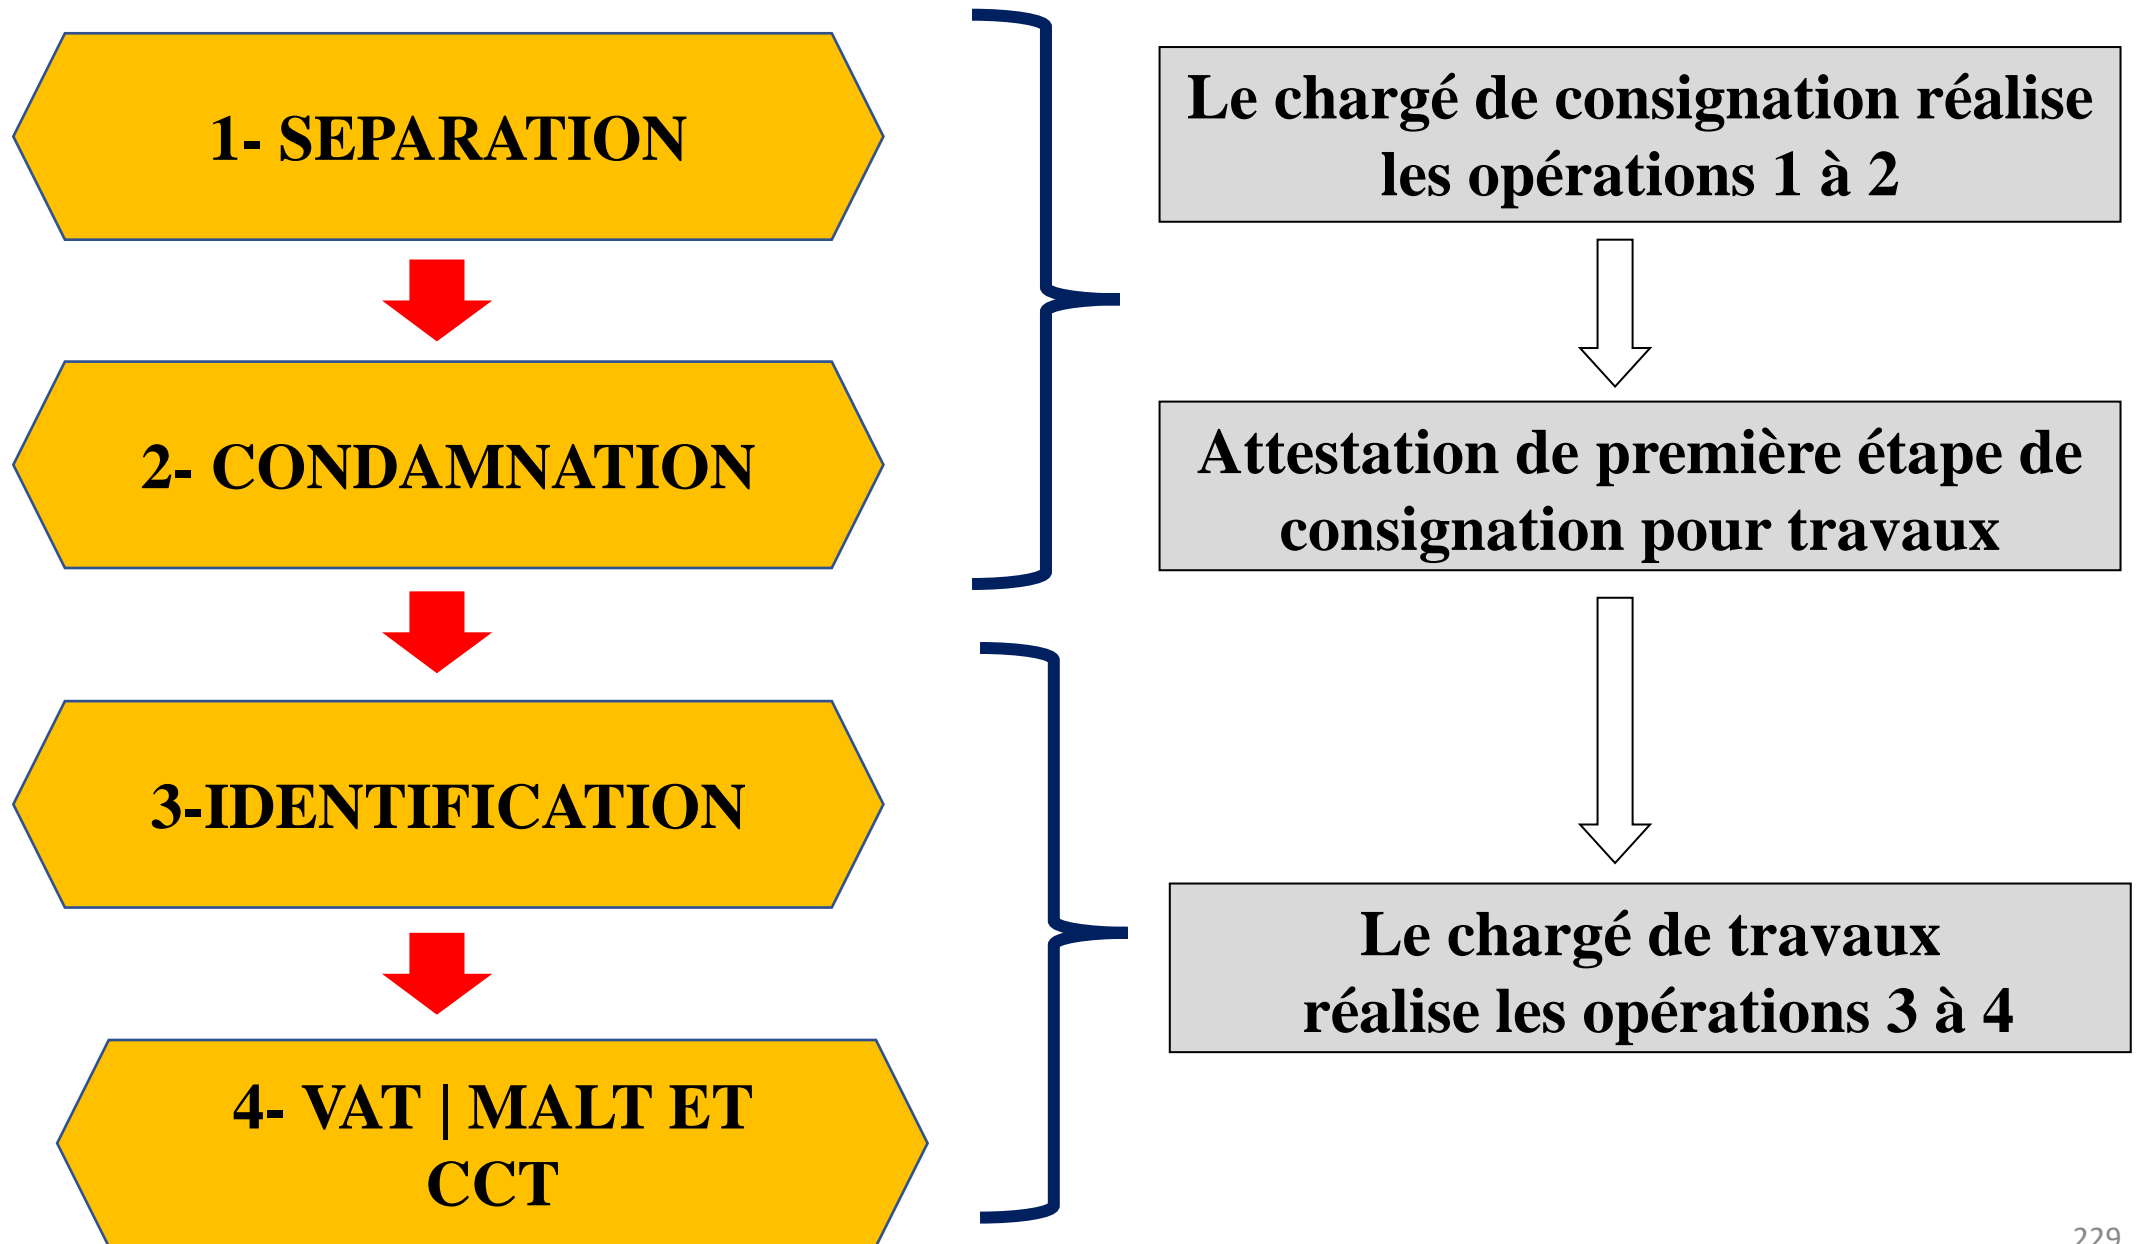 1- SEPARATION
2- CONDAMNATION
3-IDENTIFICATION
4- VAT | MALT ET
CCT
Le chargé de consignation réalise
les opérations 1 à 2
Attestation de première étape de
consignation pour travaux
Le chargé de travaux
réalise les opérations 3 à 4
229